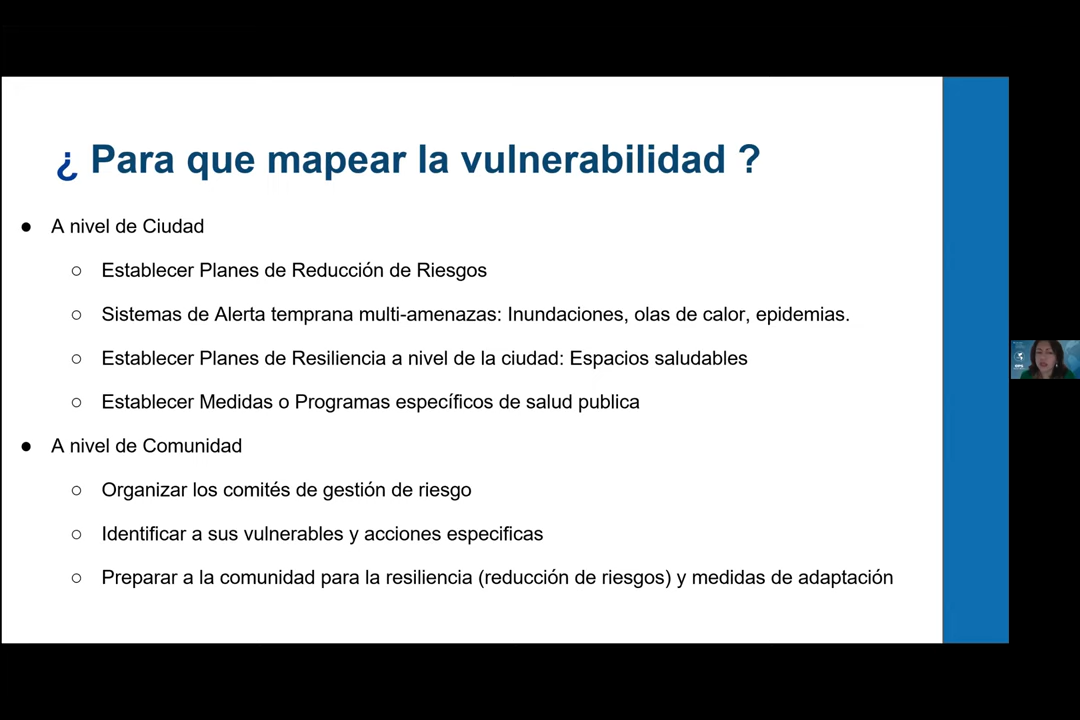 ¿ Para que mapear la vulnerabilidad ?
● A nivel de Ciudad
○ Establecer Planes de Reducción de Riesgos
○ Sistemas de Alerta temprana multi-amenazas: Inundaciones, olas de calor, epidemias.
○ Establecer Planes de Resiliencia a nivel de la ciudad: Espacios saludables
○ Establecer Medidas o Programas específicos de salud publica
● A nivel de Comunidad
○ Organizar los comités de gestión de riesgo
○ Identificar a sus vulnerables y acciones especificas
○ Preparar a la comunidad para la resiliencia (reducción de riesgos) y medidas de adaptación
OPS